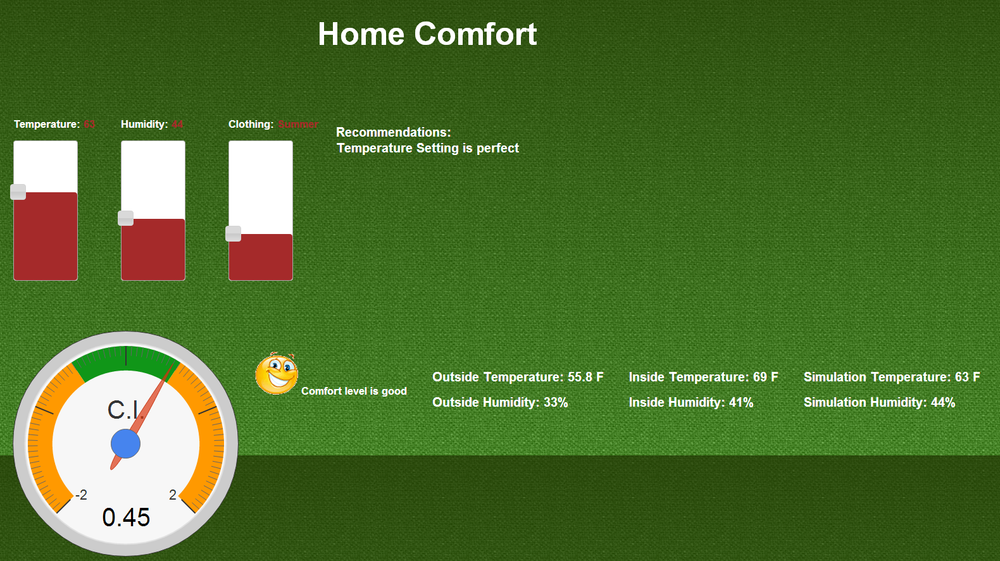 Home Comfort
Temperature: 63
Humidity: 44
Clothing: Summer
Recommendations:
Temperature Setting is perfect
C.I.
-2
2
0.45
Comfort level is good
Outside Temperature: 55.8 F
Inside Temperature: 69 F
Simulation Temperature: 63 F
Outside Humidity: 33%
Inside Humidity: 41%
Simulation Humidity: 44%